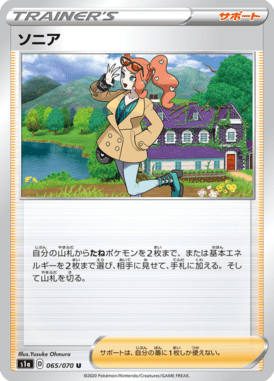 TRAINER'S
サポート
ソニア
自分の山札からたねポケモンを2枚まで、または基本エネ
ルギーを2枚まで選び、相手に見せて、手札に加える。そし
て山札を切る。
Illus.Yusuke Ohmura
s1a D 065/070 U
サポートは、自分の番に1枚しか使えない。
©2020 Pokémon/Nintendo/Creatures/GAME FREAK.